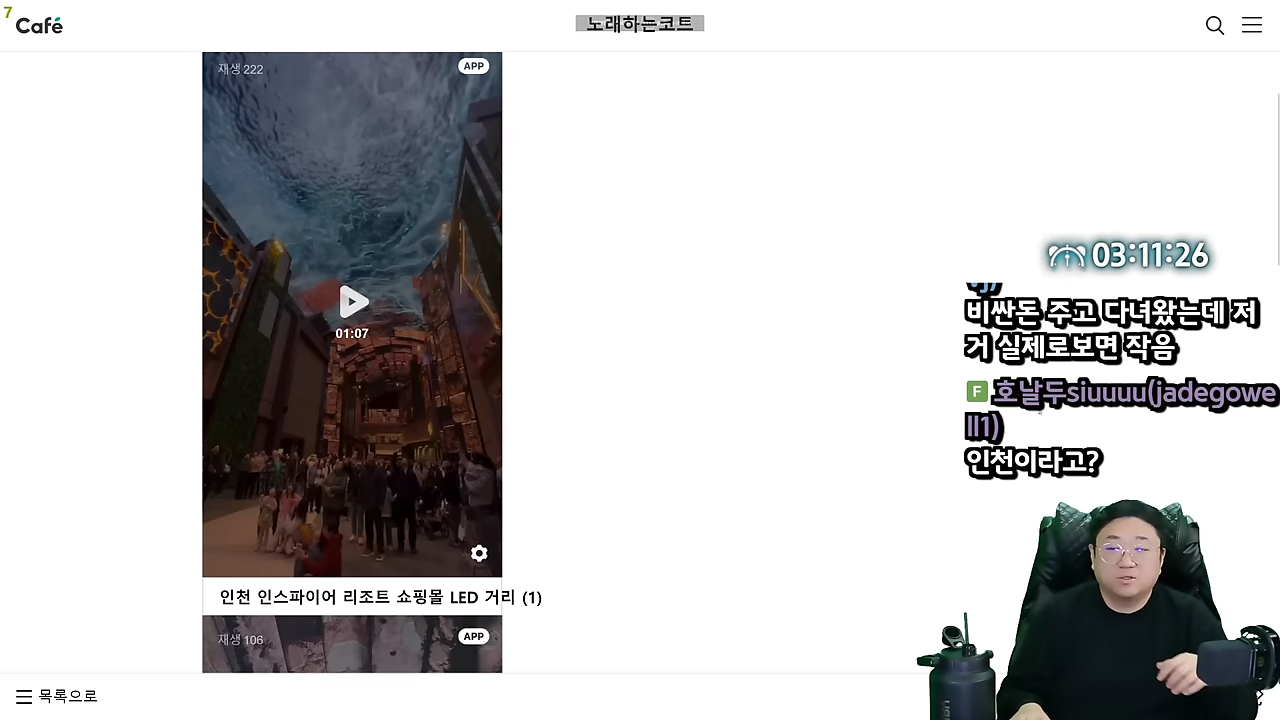 7
Café
노래하는코트
재생 222
APP
01:07
인천 인스파이어 리조트 쇼핑몰 LED 거리 (1)
재생 106
APP
목록으로
03:11:26
비싼돈 주고 다녀왔는데 저
거 실제로보면 작음
F 호날두siuuuu(jadegowe
ll1)
인천이라고?